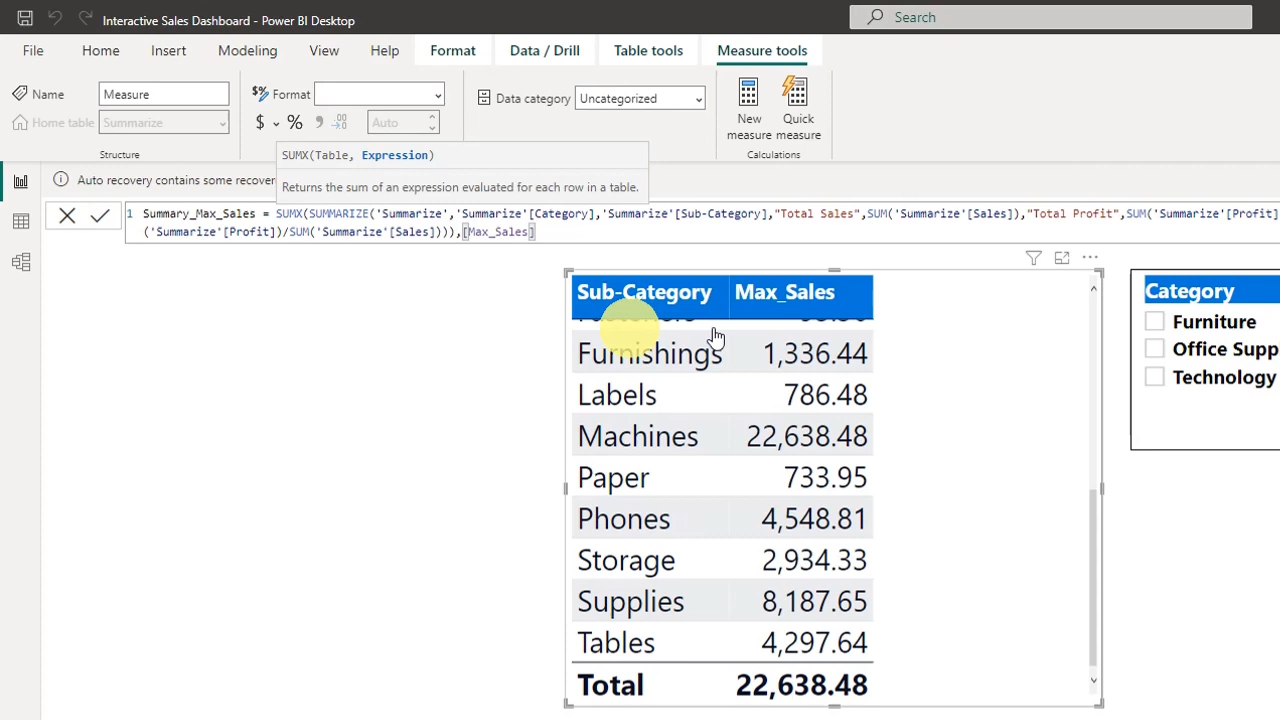 Interactive Sales Dashboard - Power BI Desktop
Search
File Home Insert Modeling View Help Format Data / Drill Table tools Measure tools
Name Measure
Home table Summarize
Structure
Format
$ % Auto
Data category Uncategorized
New measure
Quick measure
Calculations
SUMX(Table, Expression)
Returns the sum of an expression evaluated for each row in a table.
Auto recovery contains some recover
1 Summary_Max_Sales = SUMX(SUMMARIZE('Summarize','Summarize'[Category],'Summarize'[Sub-Category],"Total Sales",SUM('Summarize'[Sales]),"Total Profit",SUM('Summarize'[Profit]
('Summarize'[Profit])/SUM('Summarize'[Sales]))),[Max_Sales]
Sub-Category Max_Sales
Furnishings 1,336.44
Labels 786.48
Machines 22,638.48
Paper 733.95
Phones 4,548.81
Storage 2,934.33
Supplies 8,187.65
Tables 4,297.64
Total 22,638.48
Category
Furniture
Office Supp
Technology